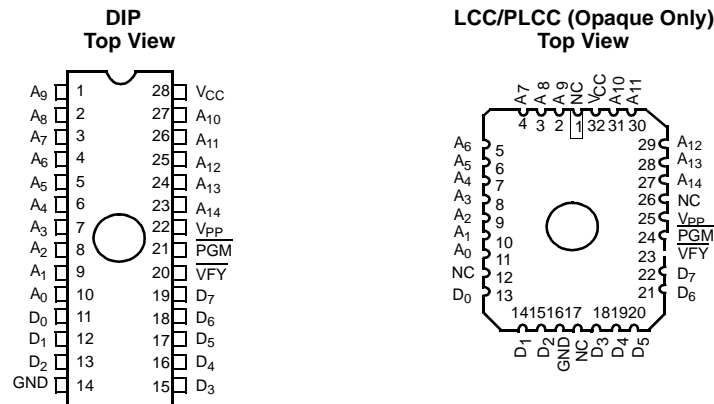 DIP
Top View
A9 1 28 VCC
A8 2 27 A10
A7 3 26 A11
A6 4 25 A12
A5 5 24 A13
A4 6 23 A14
A3 7 22 VPP
A2 8 21 PGM
A1 9 20 VFY
A0 10 19 D7
D0 11 18 D6
D1 12 17 D5
D2 13 16 D4
GND 14 15 D3
LCC/PLCC (Opaque Only)
Top View
A7 A8 A9 NC VCC A10 A11
4 3 2 1 32 31 30
A6 5 29 A12
A5 6 28 A13
A4 7 27 A14
A3 8 26 NC
A2 9 25 VPP
A1 10 24 PGM
A0 11 23 VFY
NC 12 22 D7
D0 13 21 D6
14 15 16 17 18 19 20
D1 D2 GND NC D3 D4 D5